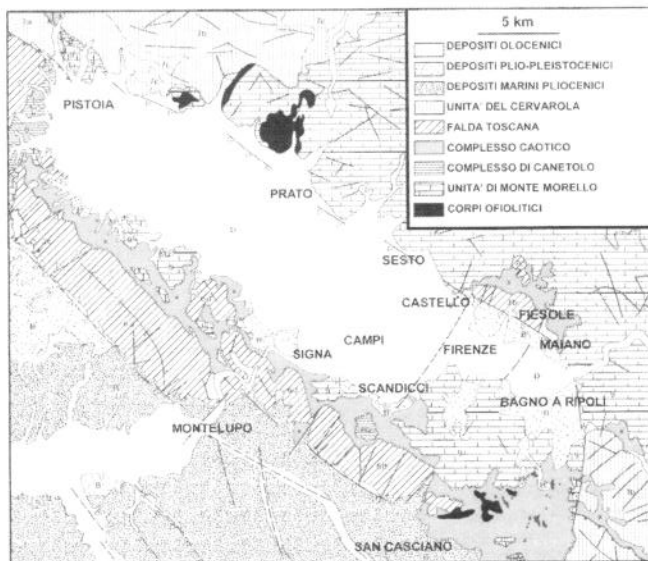 5 km
DEPOSITI OLOCENICI
DEPOSITI PLIO-PLEISTOCENICI
DEPOSITI MARINI PLIOCENICI
UNITA' DEL CERVAROLA
FALDA TOSCANA
COMPLESSO CAOTICO
COMPLESSO DI CANETOLO
UNITA' DI MONTE MORELLO
CORPI OFIOLITICI
PISTOIA
PRATO
SESTO
CASTELLO
FIESOLE
CAMPI
FIRENZE
MAIANO
SIGNA
SCANDICCI
BAGNO A RIPOLI
MONTELUPO
SAN CASCIANO